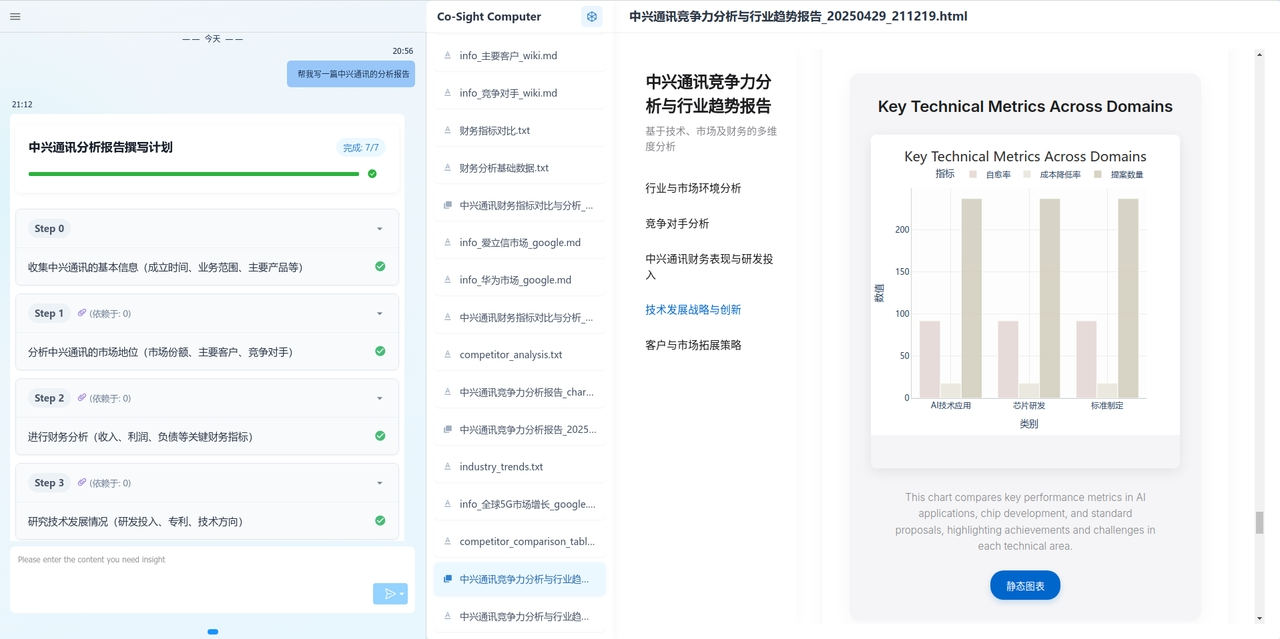 —— 今天 ——
20:56
帮我写一篇中兴通讯的分析报告
21:12
中兴通讯分析报告撰写计划
完成: 7/7
Step 0
收集中兴通讯的基本信息（成立时间、业务范围、主要产品等）
Step 1
(依赖于: 0)
分析中兴通讯的市场地位（市场份额、主要客户、竞争对手）
Step 2
(依赖于: 0)
进行财务分析（收入、利润、负债等关键财务指标）
Step 3
(依赖于: 0)
研究技术发展情况（研发投入、专利、技术方向）
Please enter the content you need insight
Co-Sight Computer
info_主要客户_wiki.md
info_竞争对手_wiki.md
财务指标对比.txt
财务分析基础数据.txt
中兴通讯财务指标对比与分析_...
info_爱立信市场_google.md
info_华为市场_google.md
中兴通讯财务指标对比与分析_...
competitor_analysis.txt
中兴通讯竞争力分析报告_char...
中兴通讯竞争力分析报告_2025...
industry_trends.txt
info_全球5G市场增长_google....
competitor_comparison_tabl...
中兴通讯竞争力分析与行业趋...
中兴通讯竞争力分析与行业趋...
中兴通讯竞争力分析与行业趋势报告_20250429_211219.html
中兴通讯竞争力分
析与行业趋势报告
基于技术、市场及财务的多维
度分析
行业与市场环境分析
竞争对手分析
中兴通讯财务表现与研发投
入
技术发展战略与创新
客户与市场拓展策略
Key Technical Metrics Across Domains
Key Technical Metrics Across Domains
指标 自愈率 成本降低率 提案数量
数值
200
150
100
50
0
AI技术应用 芯片研发 标准制定
类别
This chart compares key performance metrics in AI
applications, chip development, and standard
proposals, highlighting achievements and challenges in
each technical area.
静态图表